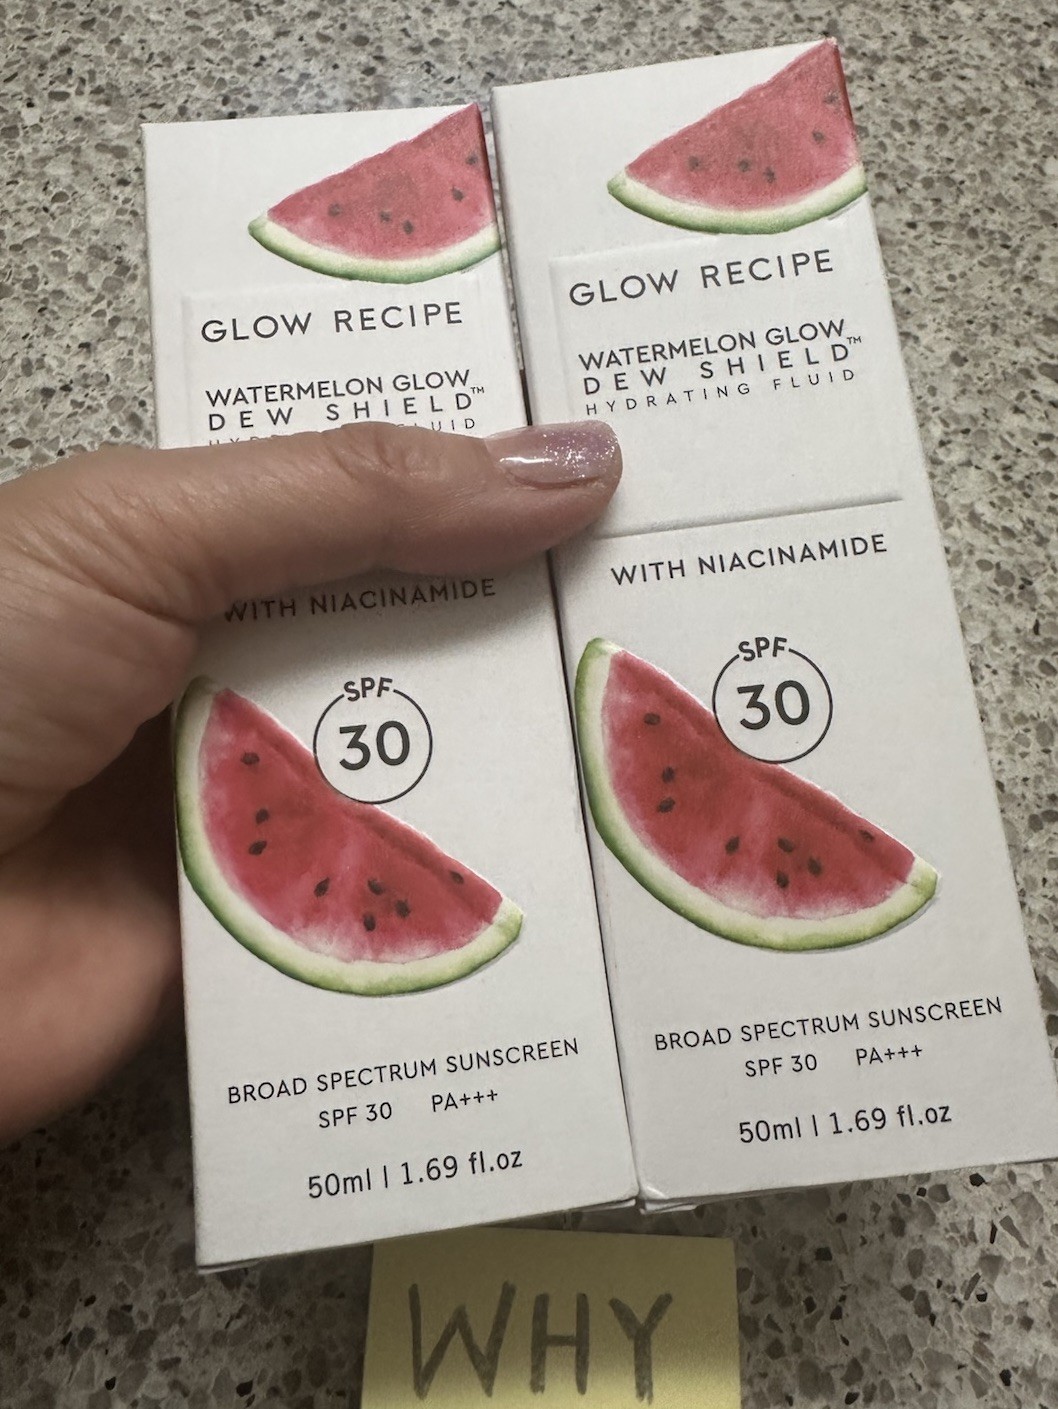 GLOW RECIPE
WATERMELON GLOW
DEW SHIELD™
WITH NIACINAMIDE
SPF
30
BROAD SPECTRUM SUNSCREEN
SPF 30 PA+++
50ml | 1.69 fl.oz
GLOW RECIPE
WATERMELON GLOW
DEW SHIELD™
HYDRATING FLUID
WITH NIACINAMIDE
SPF
30
BROAD SPECTRUM SUNSCREEN
SPF 30 PA+++
50ml | 1.69 fl.oz
WHY